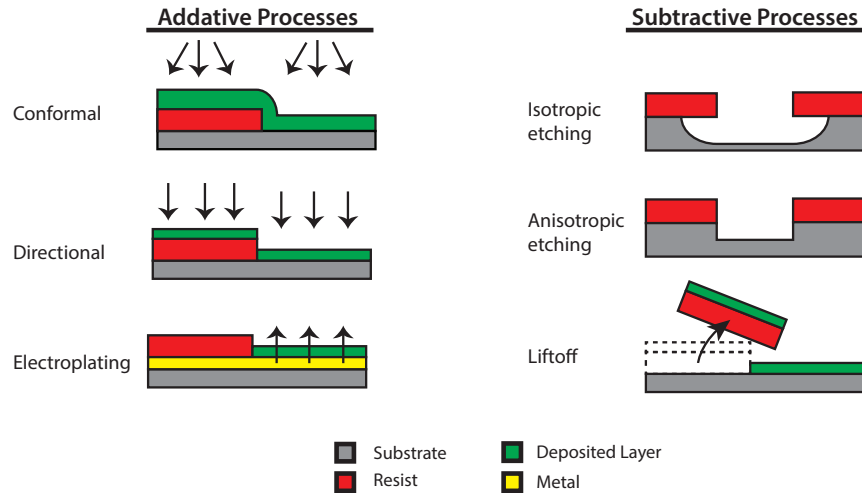 Addative Processes
Conformal
Directional
Electroplating
Subtractive Processes
Isotropic
etching
Anisotropic
etching
Liftoff
Substrate
Resist
Deposited Layer
Metal